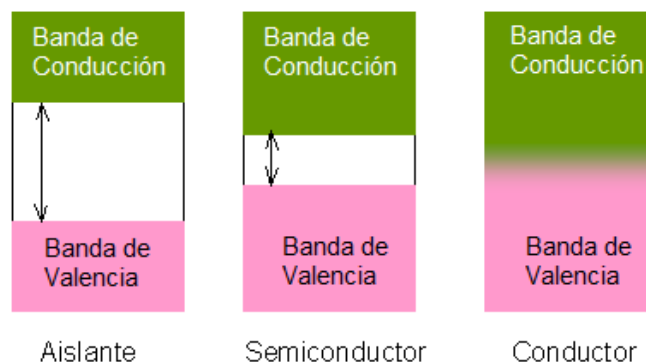 Banda de
Conducción
Banda de
Valencia
Aislante
Banda de
Conducción
Banda de
Valencia
Semiconductor
Banda de
Conducción
Banda de
Valencia
Conductor